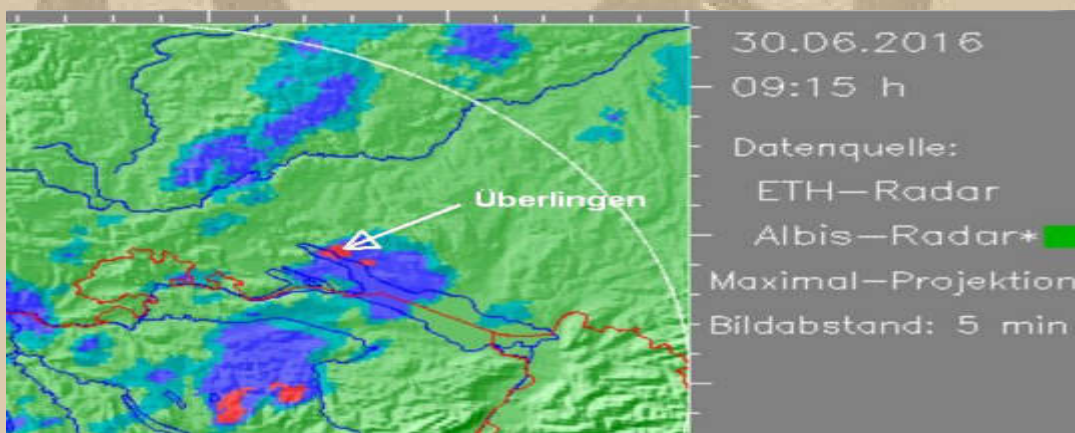 Überlingen
30.06.2016
09:15 h
Datenquelle:
ETH-Radar
Albis-Radar*
Maximal-Projektion
Bildabstand: 5 min